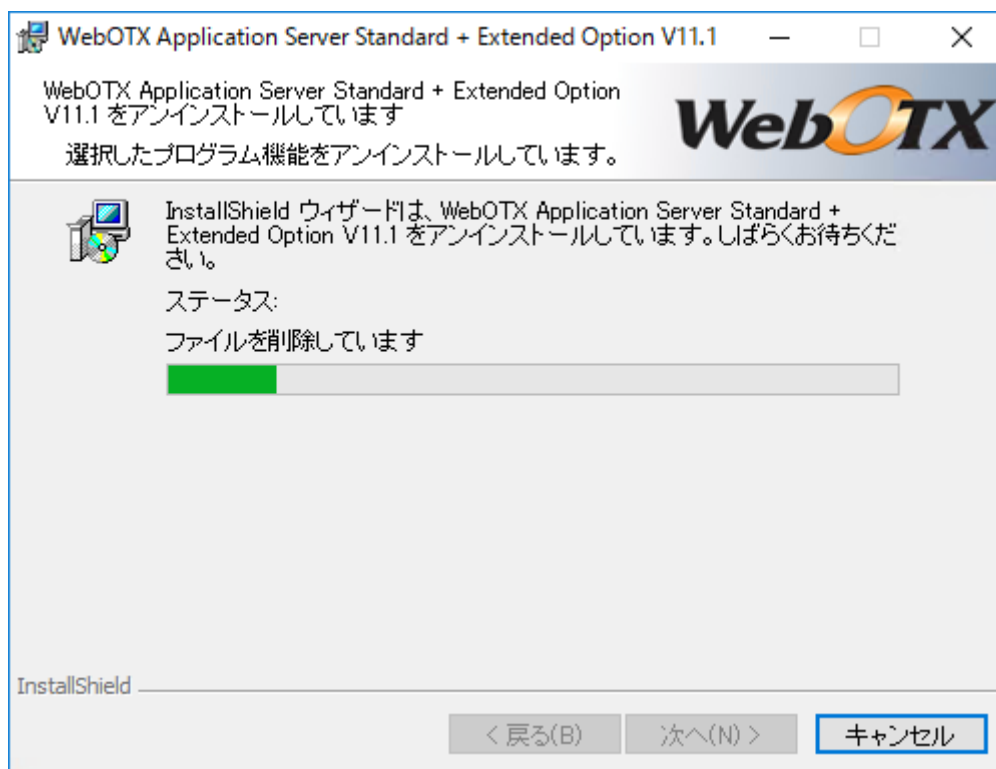 WebOTX Application Server Standard + Extended Option V11.1
WebOTX Application Server Standard + Extended Option
V11.1 をアンインストールしています
WebOTX
選択したプログラム機能をアンインストールしています。
InstallShield ウィザードは、WebOTX Application Server Standard +
Extended Option V11.1 をアンインストールしています。しばらくお待ちくだ
さい。
ステータス:
ファイルを削除しています
InstallShield
< 戻る(B)
次へ(N) >
キャンセル